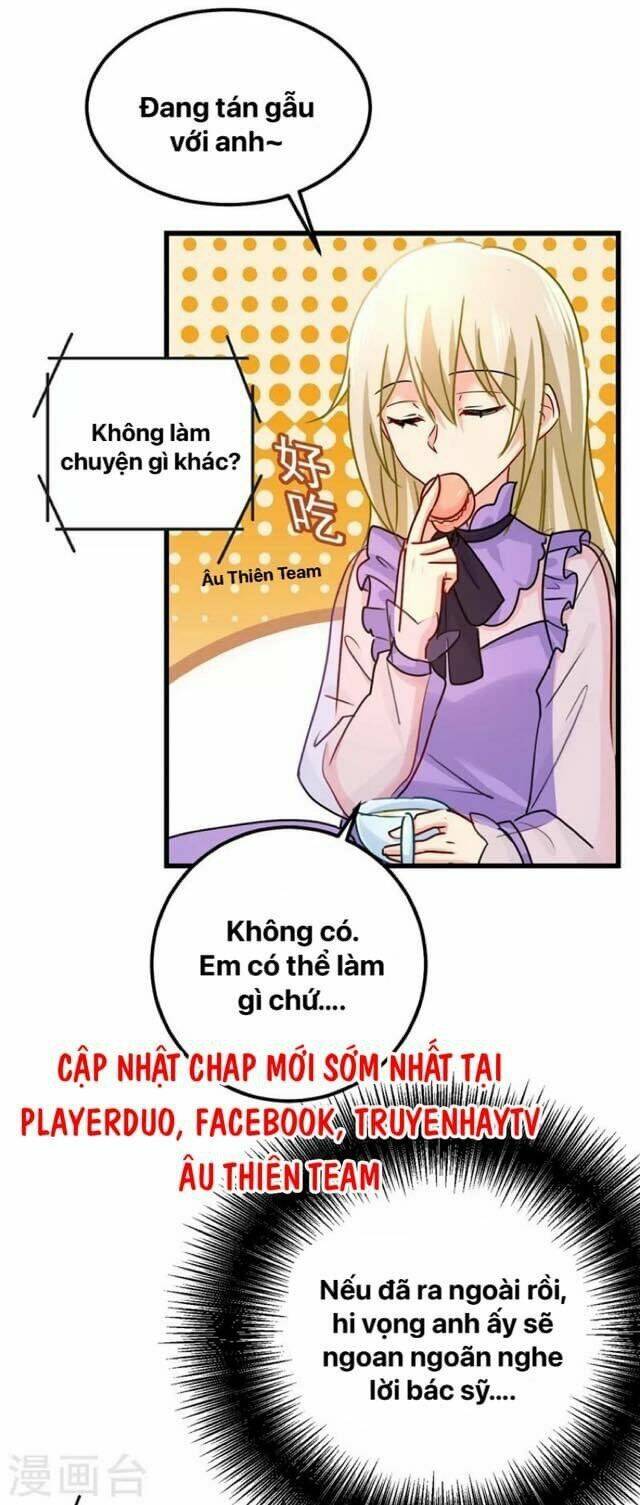 Đang tán gẫu
với anh~
Không làm
chuyện gì khác?
好
吃
Âu Thiên Team
Không có.
Em có thể làm
gì chứ....
CẬP NHẬT CHAP MỚI SỚM NHẤT TẠI
PLAYERDUO, FACEBOOK, TRUYENHAYTV
ÂU THIÊN TEAM
Nếu đã ra ngoài rồi,
hi vọng anh ấy sẽ
ngoan ngoãn nghe
lời bác sỹ....
漫画台